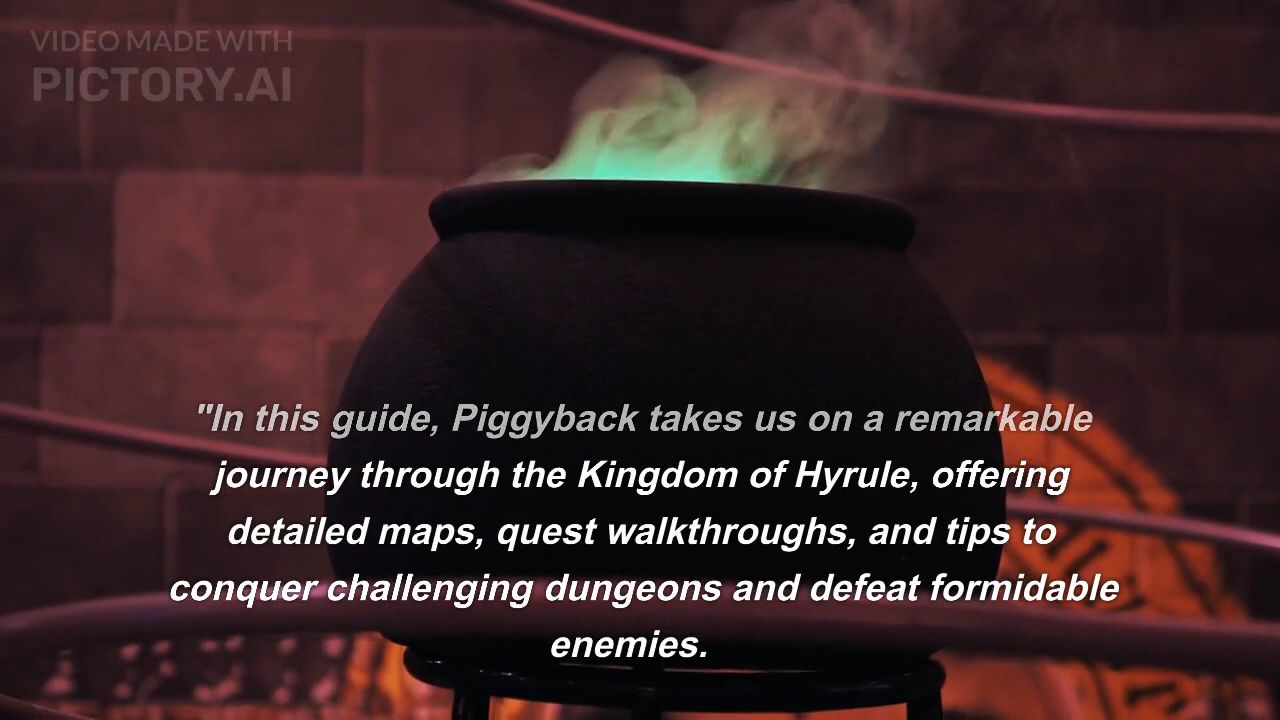 VIDEO MADE WITH
PICTORY.AI
"In this guide, Piggyback takes us on a remarkable
journey through the Kingdom of Hyrule, offering
detailed maps, quest walkthroughs, and tips to
conquer challenging dungeons and defeat formidable
enemies.